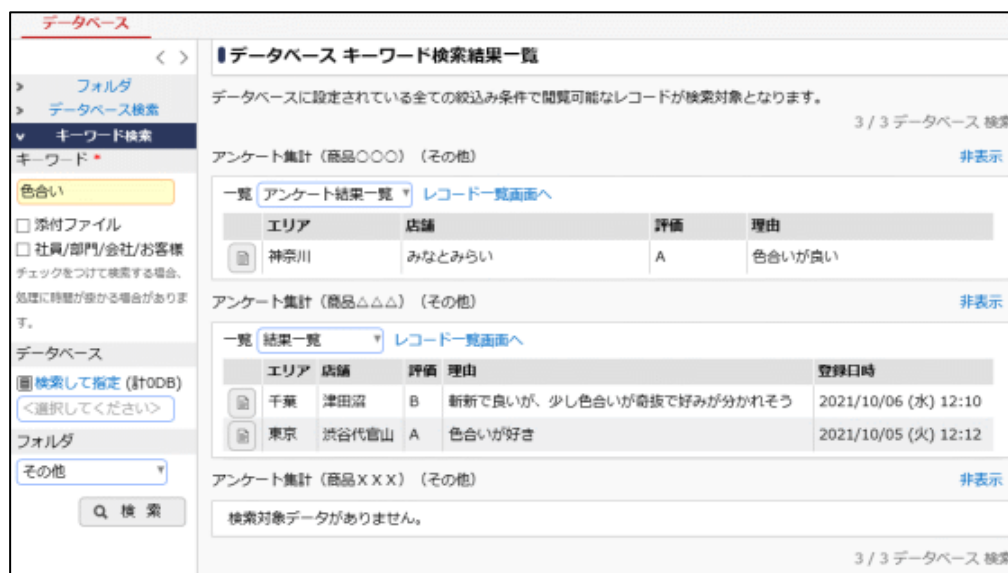 データベース
< >
> フォルダ
> データベース検索
v キーワード検索
キーワード *
色合い
添付ファイル
社員/部門/会社/お客様
チェックをつけて検索する場合、
処理に時間が掛かる場合がありま
す。
データベース
検索して指定 (計0DB)
<選択してください>
フォルダ
その他
検 索
データベース キーワード検索結果一覧
データベースに設定されている全ての絞込み条件で閲覧可能なレコードが検索対象となります。
3 / 3 データベース 検索
アンケート集計（商品○○○）（その他） 非表示
一覧 アンケート結果一覧 レコード一覧画面へ
エリア 店舗 評価 理由
神奈川 みなとみらい A 色合いが良い
アンケート集計（商品△△△）（その他） 非表示
一覧 結果一覧 レコード一覧画面へ
エリア 店舗 評価 理由 登録日時
千葉 津田沼 B 斬新で良いが、少し色合いが奇抜で好みが分かれそう 2021/10/06 (水) 12:10
東京 渋谷代官山 A 色合いが好き 2021/10/05 (火) 12:12
アンケート集計（商品ＸＸＸ）（その他） 非表示
検索対象データがありません。
3 / 3 データベース 検索